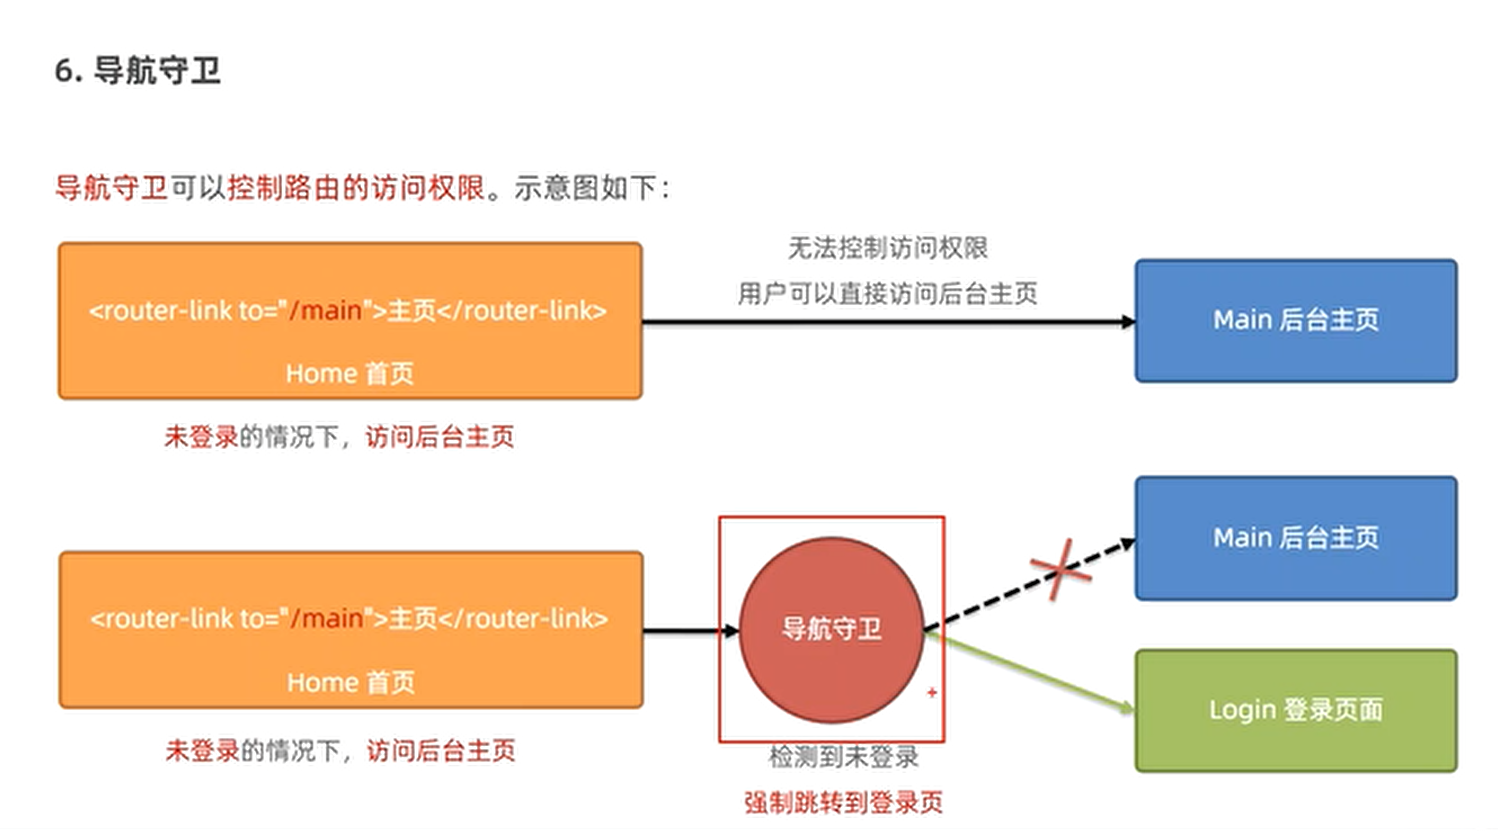 6. 导航守卫
导航守卫可以控制路由的访问权限。示意图如下：
无法控制访问权限
用户可以直接访问后台主页
<router-link to="/main">主页</router-link>
Home 首页
Main 后台主页
未登录的情况下，访问后台主页
<router-link to="/main">主页</router-link>
Home 首页
导航守卫
Main 后台主页
Login 登录页面
未登录的情况下，访问后台主页
检测到未登录
强制跳转到登录页